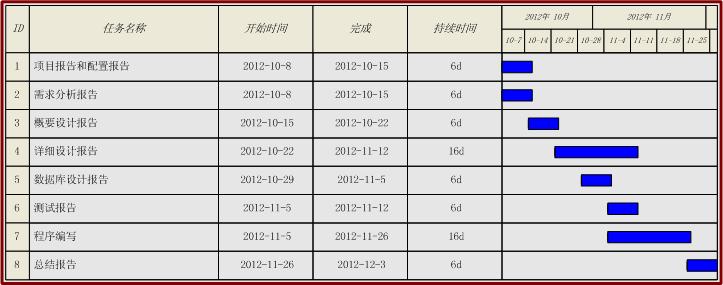 ID 任务名称 开始时间 完成 持续时间 2012年 10月 2012年 11月
10-7 10-14 10-21 10-28 11-4 11-11 11-18 11-25
1 项目报告和配置报告 2012-10-8 2012-10-15 6d
2 需求分析报告 2012-10-8 2012-10-15 6d
3 概要设计报告 2012-10-15 2012-10-22 6d
4 详细设计报告 2012-10-22 2012-11-12 16d
5 数据库设计报告 2012-10-29 2012-11-5 6d
6 测试报告 2012-11-5 2012-11-12 6d
7 程序编写 2012-11-5 2012-11-26 16d
8 总结报告 2012-11-26 2012-12-3 6d